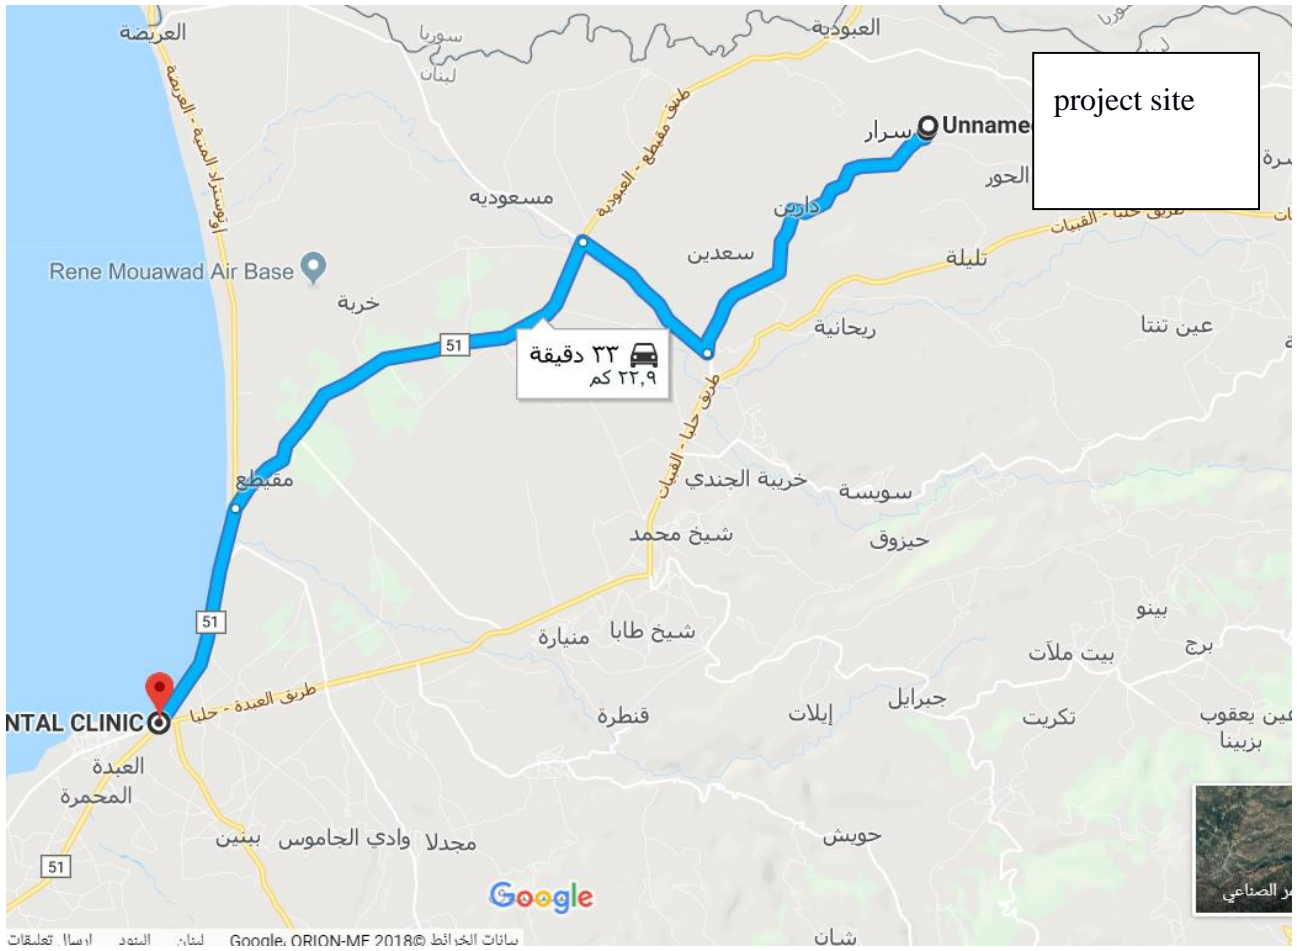 العريضة
سوريا
لبنان
العبودية
project site
سرار
Unname
الحور
طريق مقيطع - العبودية
أوتوستراد المنية - العريضة
مسعوديه
دارين
سعدين
تليلة
طريق حلبا - القبيات
Rene Mouawad Air Base
خربة
ريحانية
عين تنتا
51
٣٣ دقيقة
٢٢,٩ كم
طريق حلبا - القبيات
مقيطع
خريبة الجندي
سويسة
شيخ محمد
حيزوق
51
بينو
برج
بيت ملات
شيخ طابا
منيارة
جبرايل
إيلات
تكريت
عين يعقوب
بزبينا
قنطرة
طريق العبدة - حلبا
NTAL CLINIC
العبدة
المحمرة
ببنين
وادي الجاموس
مجدلا
حويش
51
Google
شان
بيانات الخرائط ©2018 Google, ORION-ME
لبنان
البنود
إرسال تعليقات